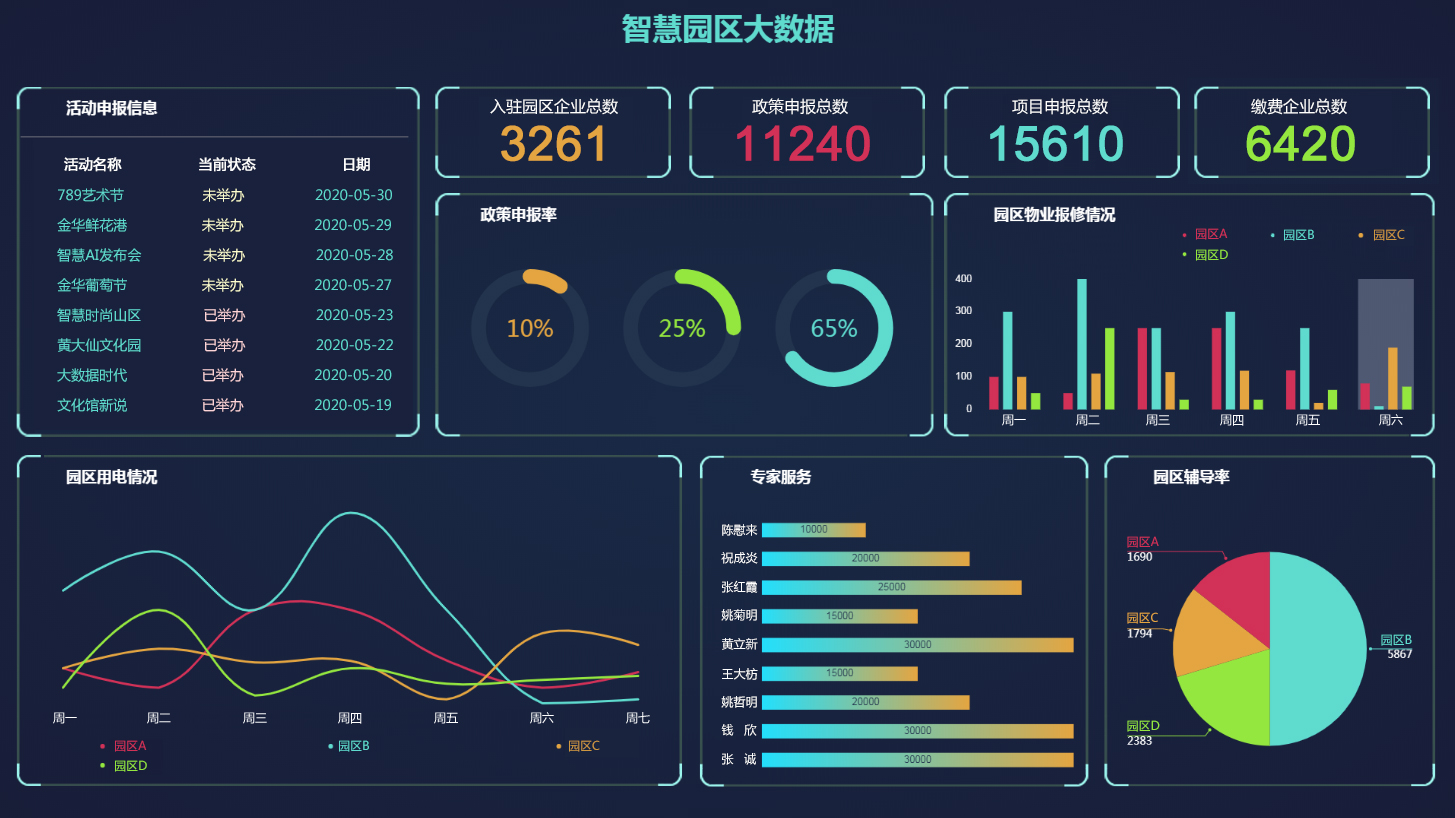 智慧园区大数据
活动申报信息
活动名称 当前状态 日期
789艺术节 未举办 2020-05-30
金华鲜花港 未举办 2020-05-29
智慧AI发布会 未举办 2020-05-28
金华葡萄节 未举办 2020-05-27
智慧时尚山区 已举办 2020-05-23
黄大仙文化园 已举办 2020-05-22
大数据时代 已举办 2020-05-20
文化馆新说 已举办 2020-05-19
入驻园区企业总数
3261
政策申报总数
11240
项目申报总数
15610
缴费企业总数
6420
政策申报率
10% 25% 65%
园区物业报修情况
园区A 园区B 园区C
园区D
400
300
200
100
0
周一 周二 周三 周四 周五 周六
园区用电情况
周一 周二 周三 周四 周五 周六 周七
园区A 园区B 园区C
园区D
专家服务
陈慰来 10000
祝成炎 20000
张红霞 25000
姚菊明 15000
黄立新 30000
王大枋 15000
姚哲明 20000
钱 欣 30000
张 诚 30000
园区辅导率
园区A
1690
园区C
1794
园区B
5867
园区D
2383